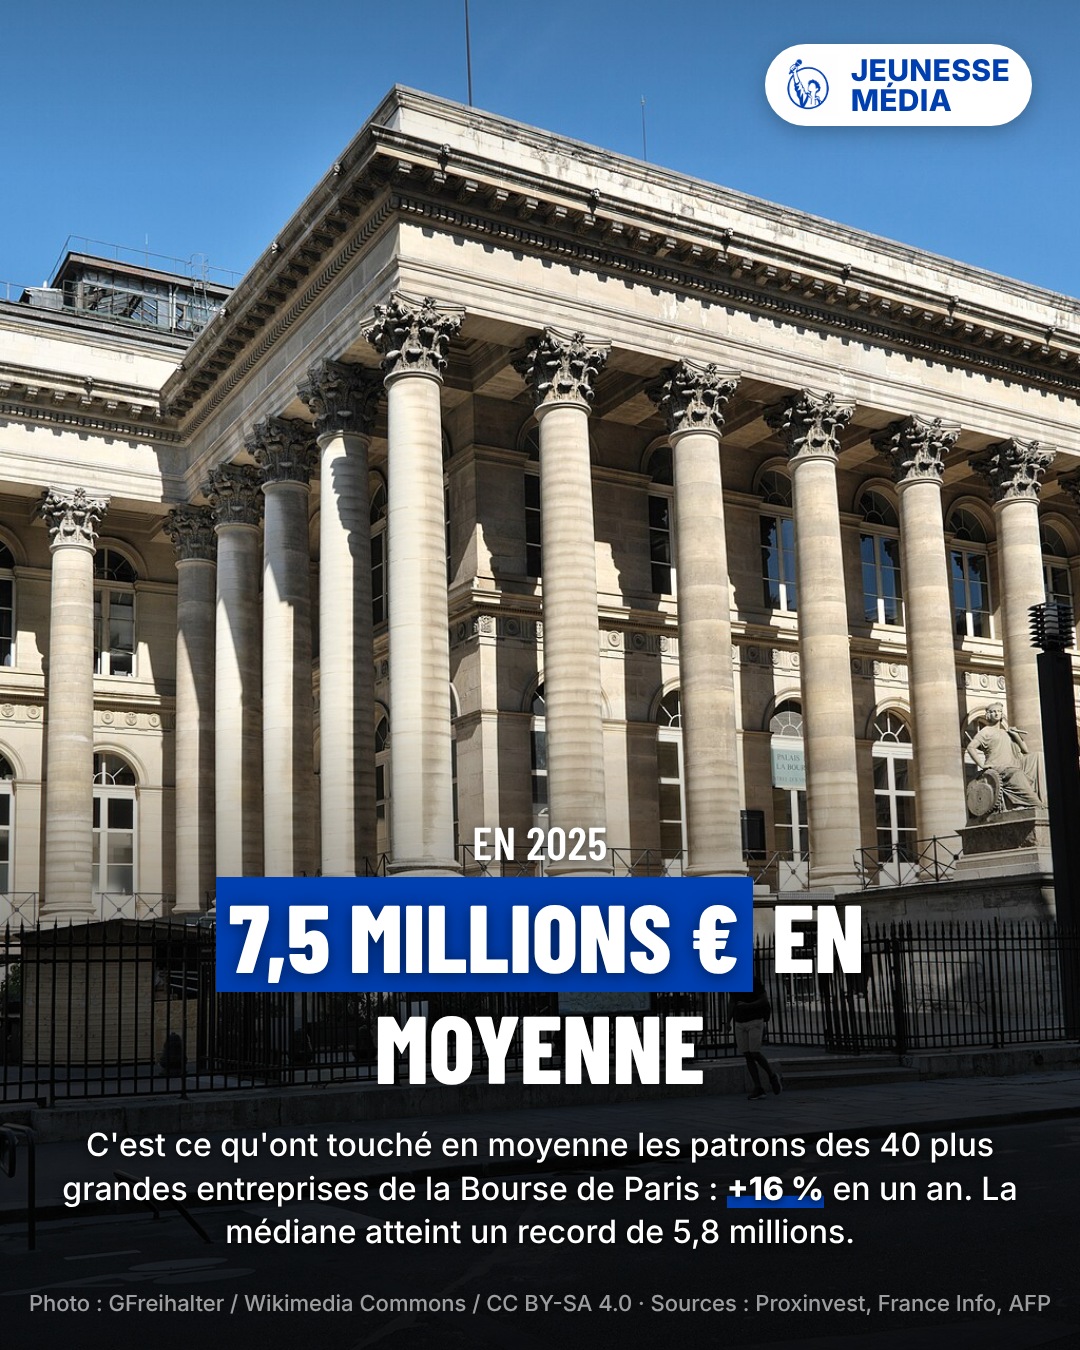 JEUNESSE
MÉDIA
PALAIS
EN 2025
7,5 MILLIONS € EN
MOYENNE
C'est ce qu'ont touché en moyenne les patrons des 40 plus
grandes entreprises de la Bourse de Paris : +16 % en un an. La
médiane atteint un record de 5,8 millions.
Photo : GFreihalter / Wikimedia Commons / CC BY-SA 4.0 · Sources : Proxinvest, France Info, AFP